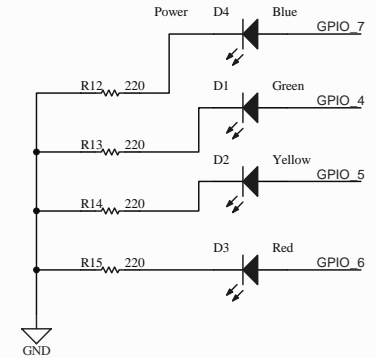 Power D4 Blue GPIO_7
R12 220 D1 Green GPIO_4
R13 220 D2 Yellow GPIO_5
R14 220
D3 Red GPIO_6
R15 220
GND